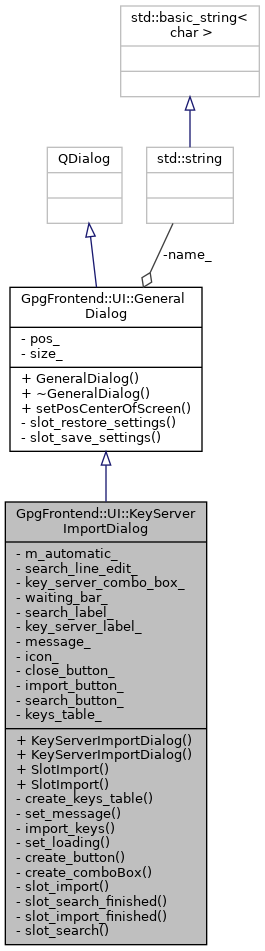 std::basic_string<
char >
QDialog
std::string
-name_
GpgFrontend::UI::General
Dialog
- pos_
- size_
+ GeneralDialog()
+ ~GeneralDialog()
+ setPosCenterOfScreen()
- slot_restore_settings()
- slot_save_settings()
GpgFrontend::UI::KeyServer
ImportDialog
- m_automatic_
- search_line_edit_
- key_server_combo_box_
- waiting_bar_
- search_label_
- key_server_label_
- message_
- icon_
- close_button_
- import_button_
- search_button_
- keys_table_
+ KeyServerImportDialog()
+ KeyServerImportDialog()
+ SlotImport()
+ SlotImport()
- create_keys_table()
- set_message()
- import_keys()
- set_loading()
- create_button()
- create_comboBox()
- slot_import()
- slot_search_finished()
- slot_import_finished()
- slot_search()